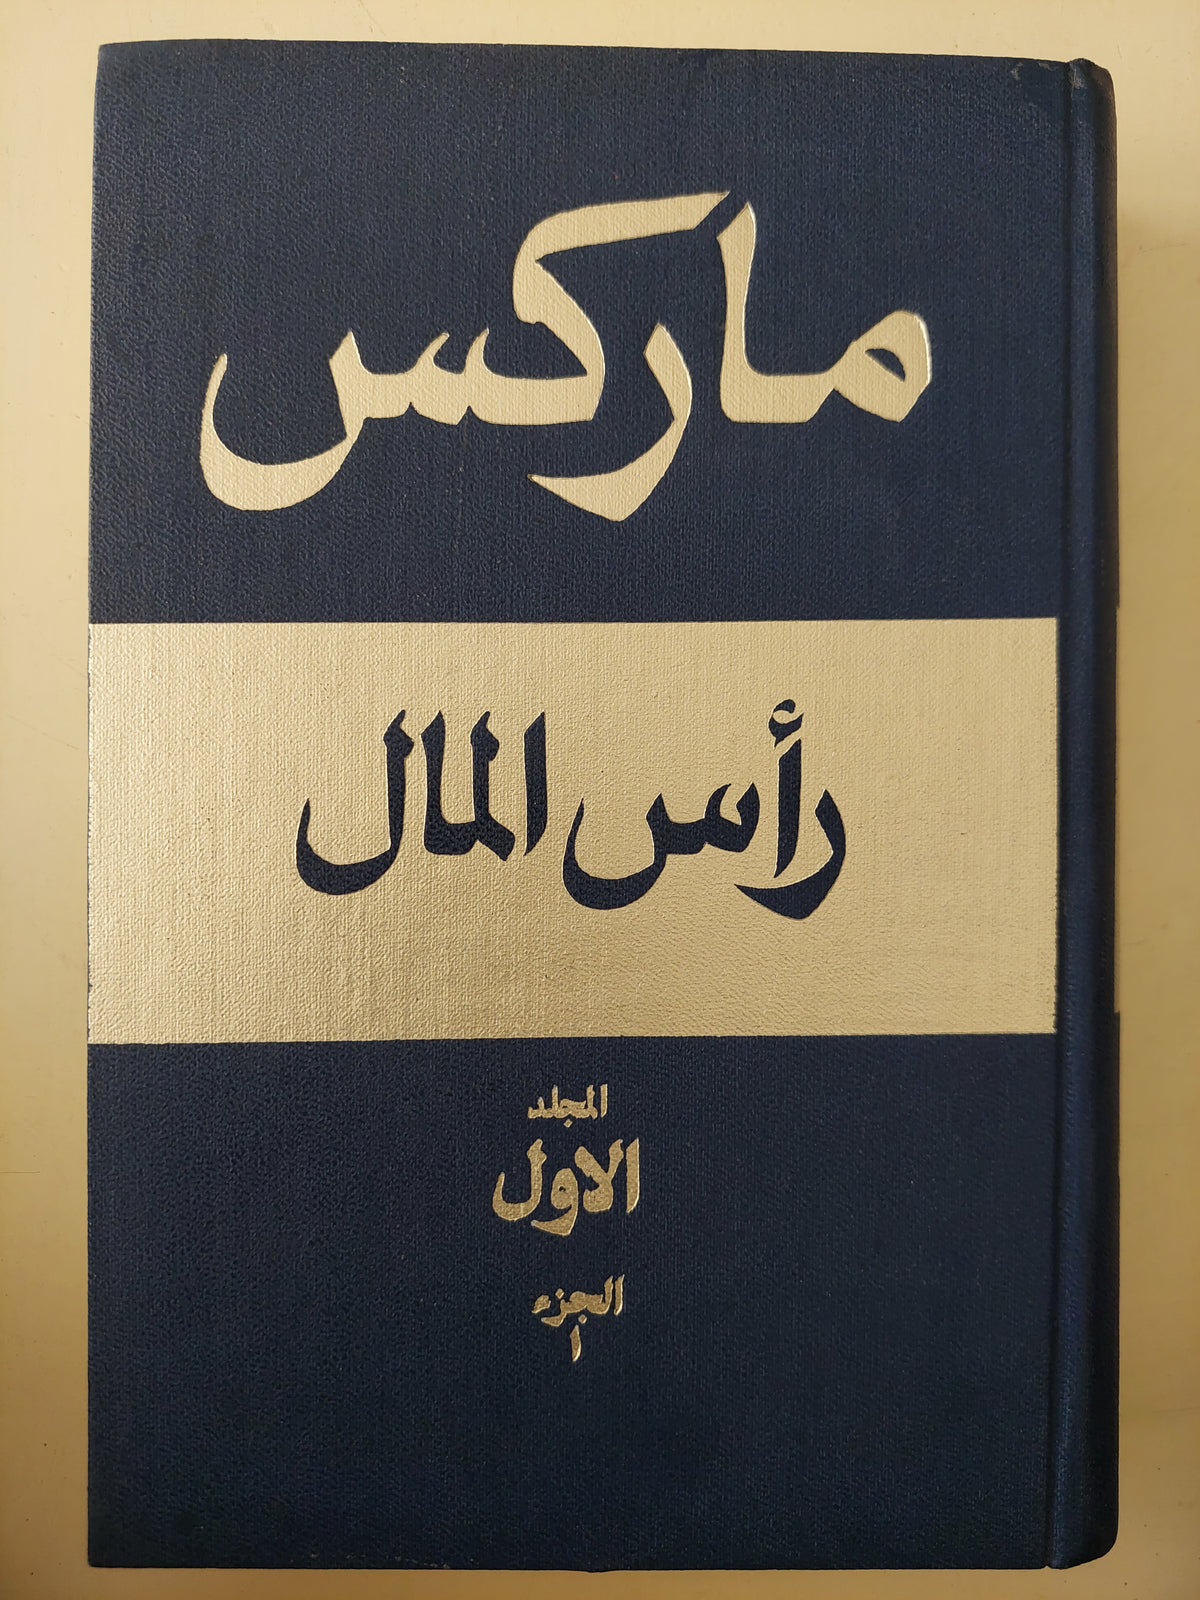 ماركس
رأس المال
المجلد
الاول
الجزء
١